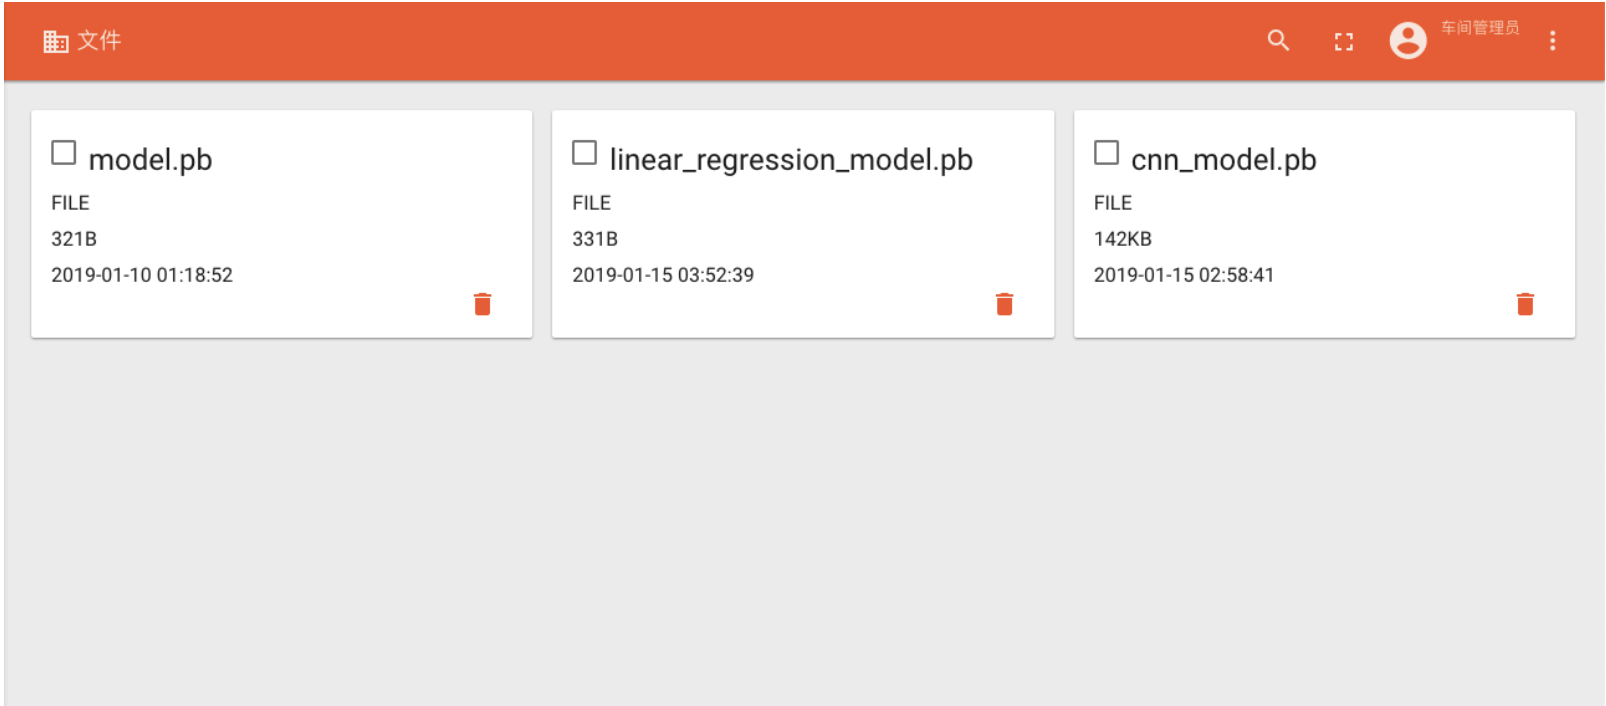 文件
车间管理员
model.pb
FILE
321B
2019-01-10 01:18:52
linear_regression_model.pb
FILE
331B
2019-01-15 03:52:39
cnn_model.pb
FILE
142KB
2019-01-15 02:58:41